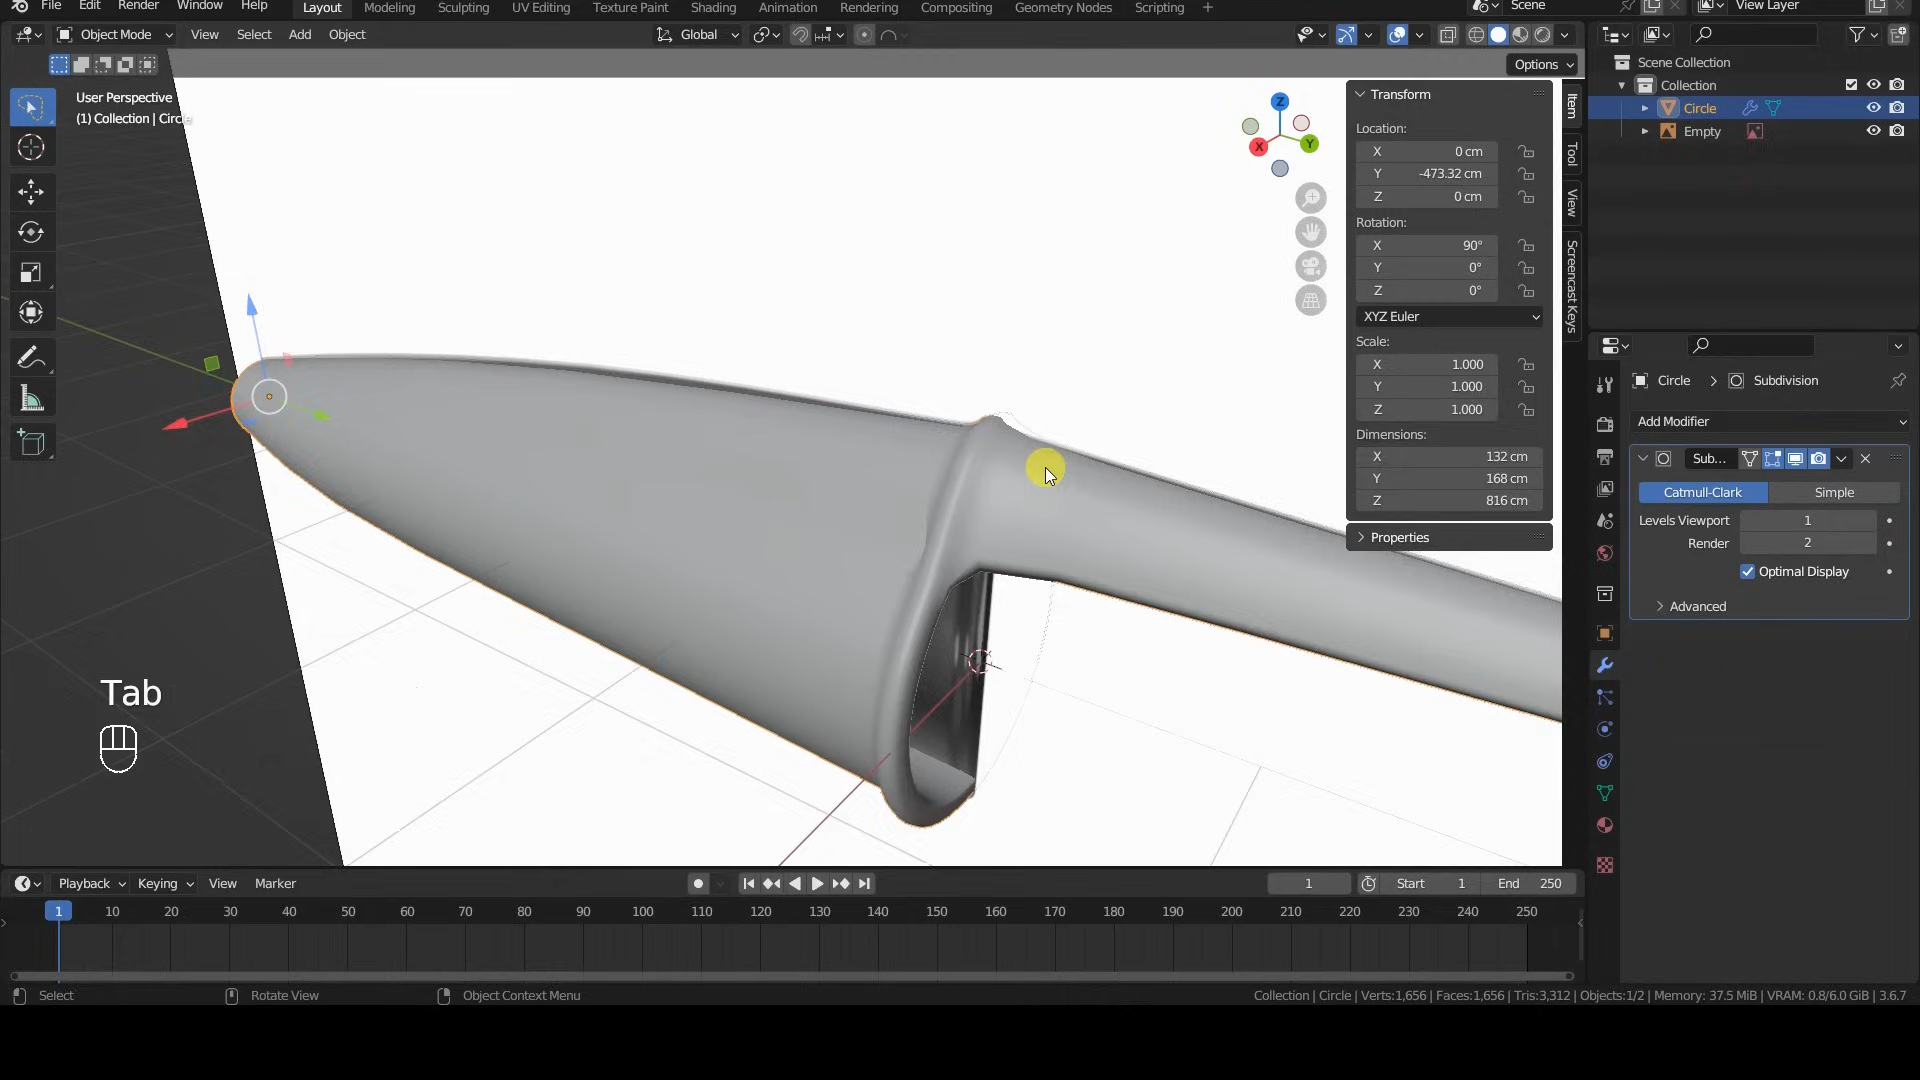 File Edit Render Window Help Layout Modeling Sculpting UV Editing Texture Paint Shading Animation Rendering Compositing Geometry Nodes Scripting + Scene View Layer
Object Mode View Select Add Object Global
Options
User Perspective
(1) Collection | Circle
Transform
Location:
X 0 cm
Y -473.32 cm
Z 0 cm
Rotation:
X 90°
Y 0°
Z 0°
XYZ Euler
Scale:
X 1.000
Y 1.000
Z 1.000
Dimensions:
X 132 cm
Y 168 cm
Z 816 cm
Properties
Item
Tool
View
Screencast Keys
Z
X
Y
Tab
Scene Collection
Collection
Circle
Empty
Circle > Subdivision
Add Modifier
Sub...
Catmull-Clark Simple
Levels Viewport 1
Render 2
Optimal Display
Advanced
Playback Keying View Marker 1 Start 1 End 250
1 10 20 30 40 50 60 70 80 90 100 110 120 130 140 150 160 170 180 190 200 210 220 230 240 250
Select Rotate View Object Context Menu Collection | Circle | Verts:1,656 | Faces:1,656 | Tris:3,312 | Objects:1/2 | Memory: 37.5 MiB | VRAM: 0.8/6.0 GiB | 3.6.7